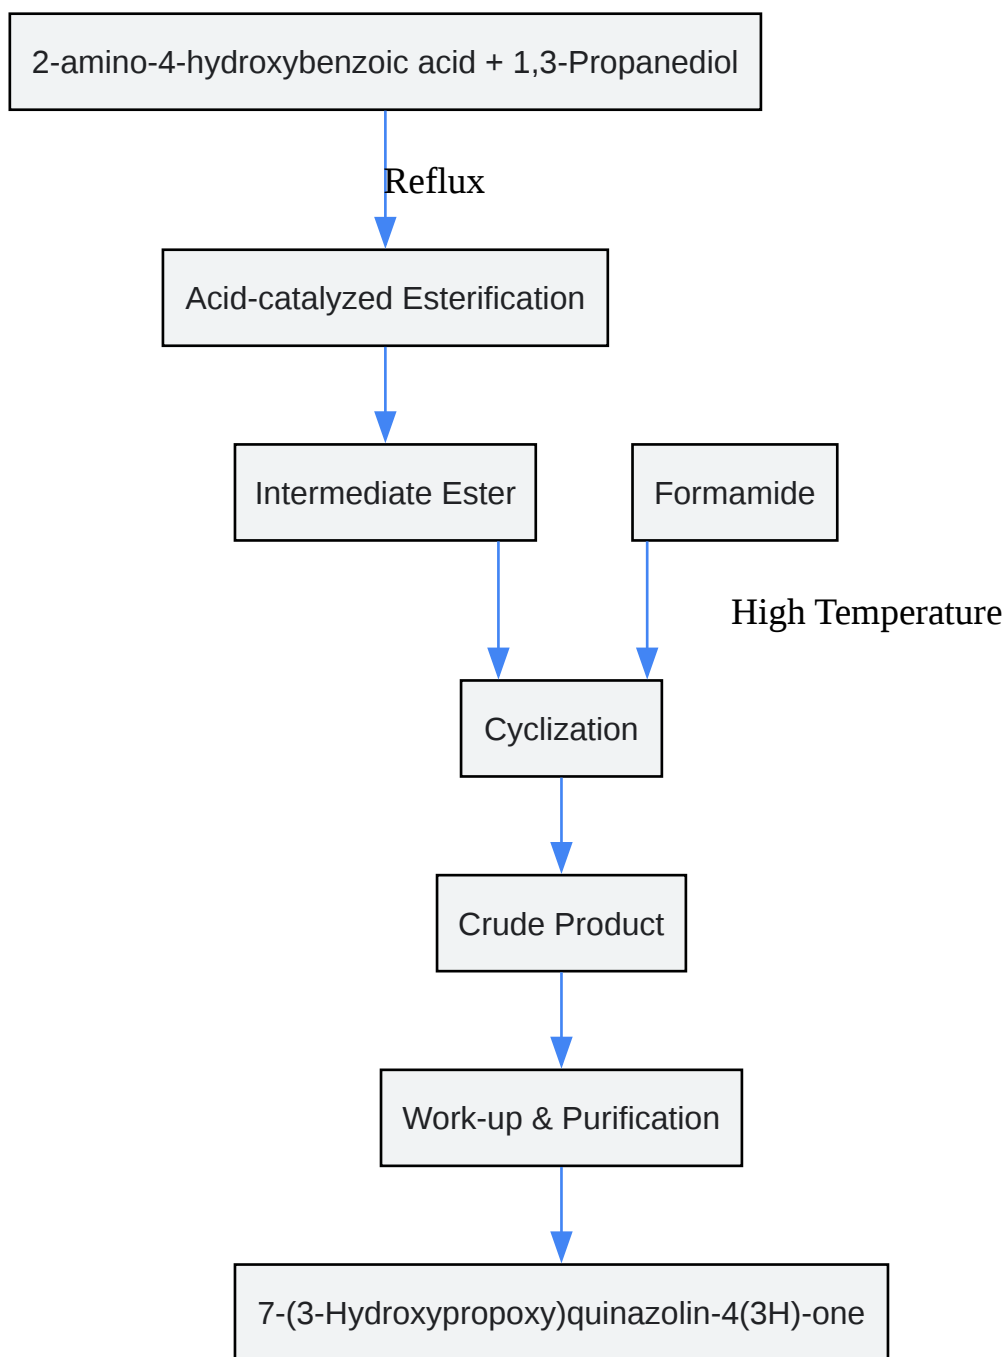 2-amino-4-hydroxybenzoic acid + 1,3-Propanediol
Reflux
Acid-catalyzed Esterification
Intermediate Ester
Formamide
High Temperature
Cyclization
Crude Product
Work-up & Purification
7-(3-Hydroxypropoxy)quinazolin-4(3H)-one